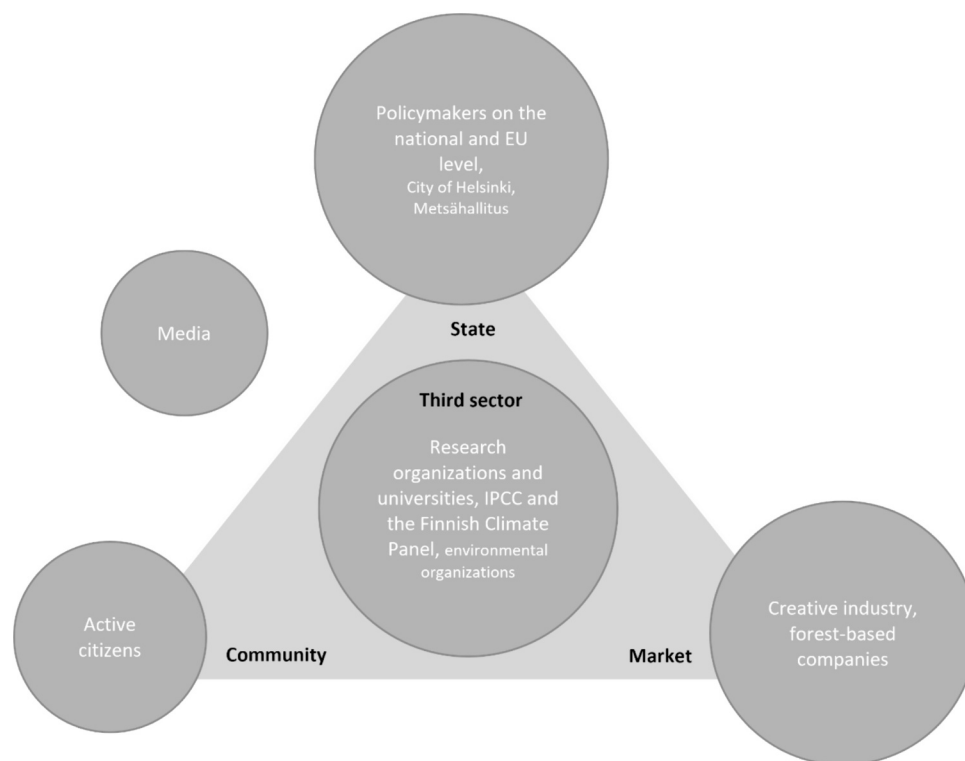 Policymakers on the
national and EU
level,
City of Helsinki,
Metsähallitus
Media
State
Third sector
Research
organizations and
universities, IPCC and
the Finnish Climate
Panel, environmental
organizations
Active
citizens
Community
Market
Creative industry,
forest-based
companies